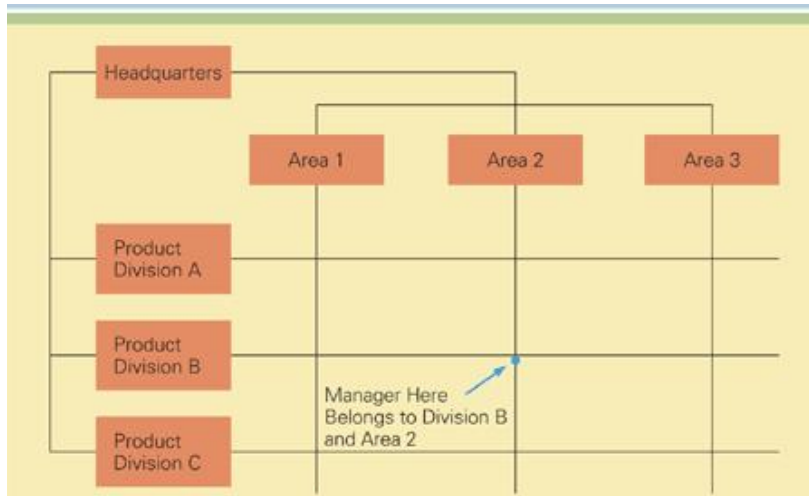 Headquarters
Area 1
Area 2
Area 3
Product
Division A
Product
Division B
Manager Here
Belongs to Division B
and Area 2
Product
Division C